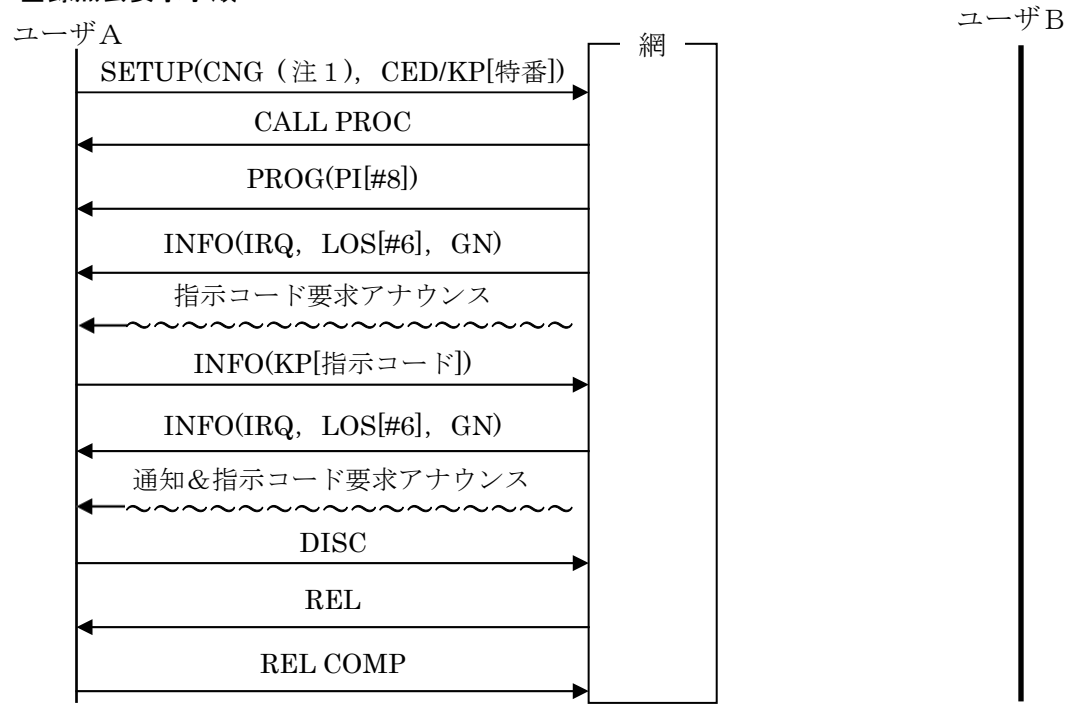 ユーザA
ユーザB
網
SETUP(CNG（注１）, CED/KP[特番])
CALL PROC
PROG(PI[#8])
INFO(IRQ, LOS[#6], GN)
指示コード要求アナウンス
INFO(KP[指示コード])
INFO(IRQ, LOS[#6], GN)
通知＆指示コード要求アナウンス
DISC
REL
REL COMP